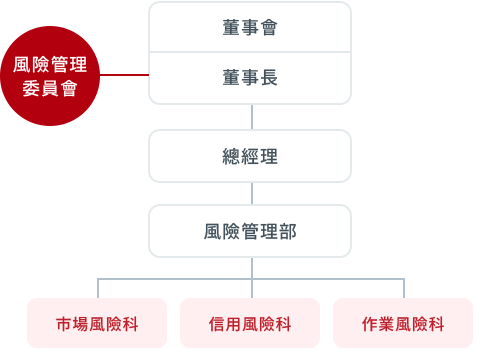 董事會
風險管理
委員會
董事長
總經理
風險管理部
市場風險科
信用風險科
作業風險科